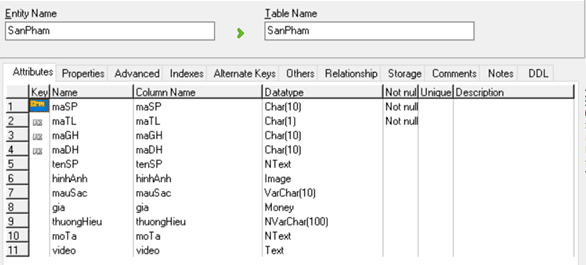 Entity Name Table Name
SanPham SanPham
Attributes Properties Advanced Indexes Alternate Keys Others Relationship Storage Comments Notes DDL
Key Name Column Name Datatype Not nul Unique Description
1 maSP maSP Char(10) Not null
2 maTL maTL Char(1) Not null
3 maGH maGH Char(10)
4 maDH maDH Char(10)
5 tenSP tenSP NText
6 hinhAnh hinhAnh Image
7 mauSac mauSac VarChar(10)
8 gia gia Money
9 thuongHieu thuongHieu NVarChar(100)
10 moTa moTa NText
11 video video Text